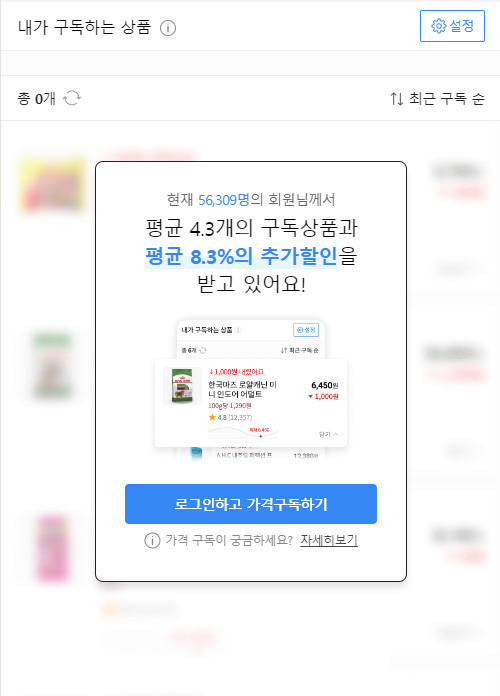 내가 구독하는 상품
설정
총 0개
최근 구독 순
현재 56,309명의 회원님께서
평균 4.3개의 구독상품과
평균 8.3%의 추가할인을
받고 있어요!
내가 구독하는 상품
설정
총 6개
최근 구독 순
↓1,000원 내렸어요
한국마즈 로얄캐닌 미
니 인도어 어덜트
6,450원
▼ 1,000원
100g당 1,290원
★ 4.8 (12,357)
최저 6,450
닫기
12,380원
로그인하고 가격구독하기
가격 구독이 궁금하세요? 자세히보기